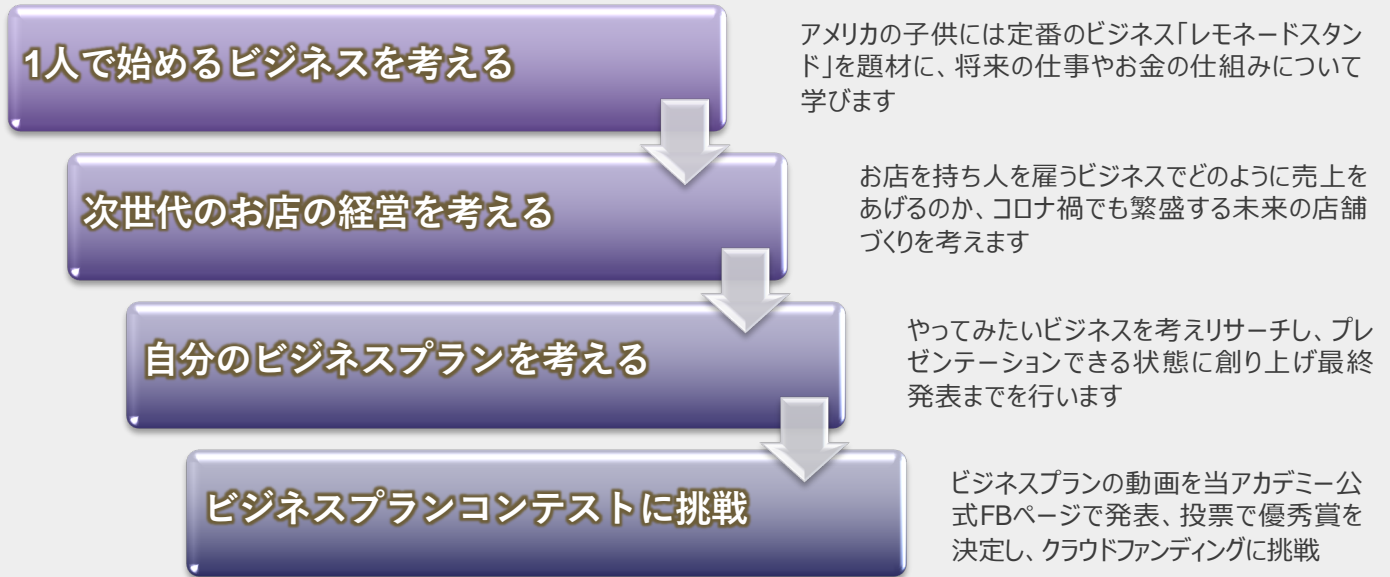 1人で始めるビジネスを考える
アメリカの子供には定番のビジネス「レモネードスタン
ド」を題材に、将来の仕事やお金の仕組みについて
学びます
次世代のお店の経営を考える
お店を持ち人を雇うビジネスでどのように売上を
あげるのか、コロナ禍でも繁盛する未来の店舗
づくりを考えます
自分のビジネスプランを考える
やってみたいビジネスを考えリサーチし、プレ
ゼンテーションできる状態に創り上げ最終
発表までを行います
ビジネスプランコンテストに挑戦
ビジネスプランの動画を当アカデミー公
式FBページで発表、投票で優秀賞を
決定し、クラウドファンディングに挑戦